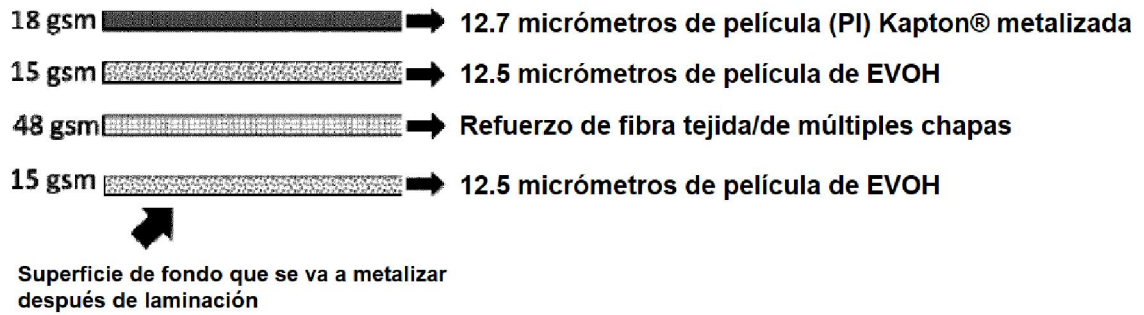 18 gsm 12.7 micrómetros de película (PI) Kapton® metalizada
15 gsm 12.5 micrómetros de película de EVOH
48 gsm Refuerzo de fibra tejida/de múltiples chapas
15 gsm 12.5 micrómetros de película de EVOH
Superficie de fondo que se va a metalizar
después de laminación